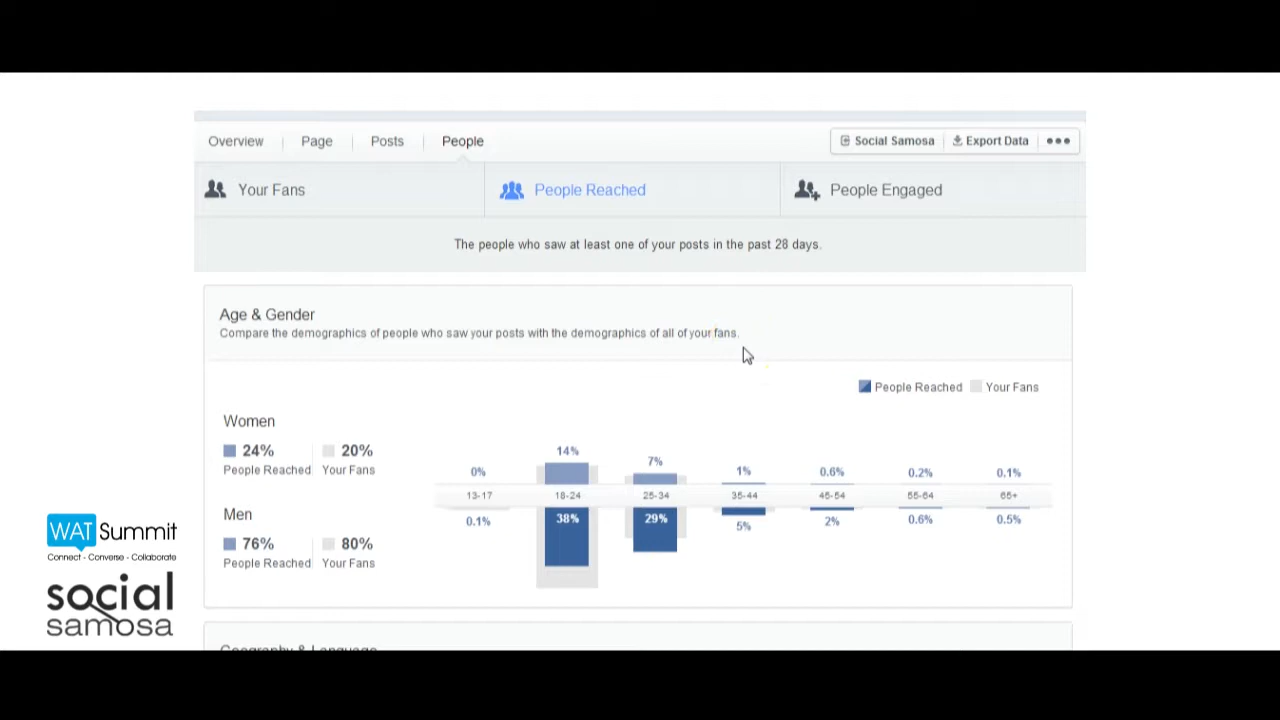 Overview Page Posts People Social Samosa Export Data
Your Fans People Reached People Engaged
The people who saw at least one of your posts in the past 28 days.
Age & Gender
Compare the demographics of people who saw your posts with the demographics of all of your fans.
People Reached Your Fans
Women
24% 20%
People Reached Your Fans
14% 7% 0% 1% 0.6% 0.2% 0.1%
13-17 18-24 25-34 35-44 45-54 55-64 65+
0.1% 38% 29% 5% 2% 0.6% 0.5%
Men
76% 80%
People Reached Your Fans
WAT Summit
Connect - Converse - Collaborate
social
samosa
Geography & Language